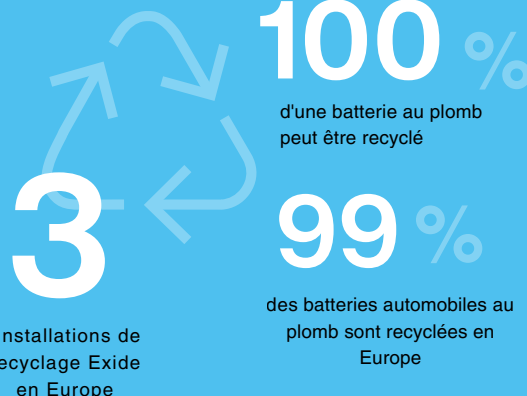 100 %
d'une batterie au plomb
peut être recyclé
3
nstallations de
ecyclage Exide
en Europe
99 %
des batteries automobiles au
plomb sont recyclées en
Europe